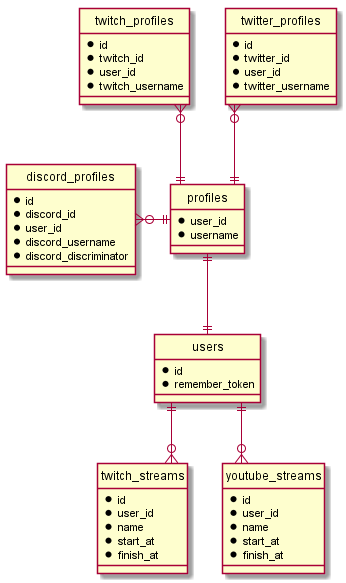 twitch_profiles
id
twitch_id
user_id
twitch_username
twitter_profiles
id
twitter_id
user_id
twitter_username
discord_profiles
id
discord_id
user_id
discord_username
discord_discriminator
profiles
user_id
username
users
id
remember_token
twitch_streams
id
user_id
name
start_at
finish_at
youtube_streams
id
user_id
name
start_at
finish_at